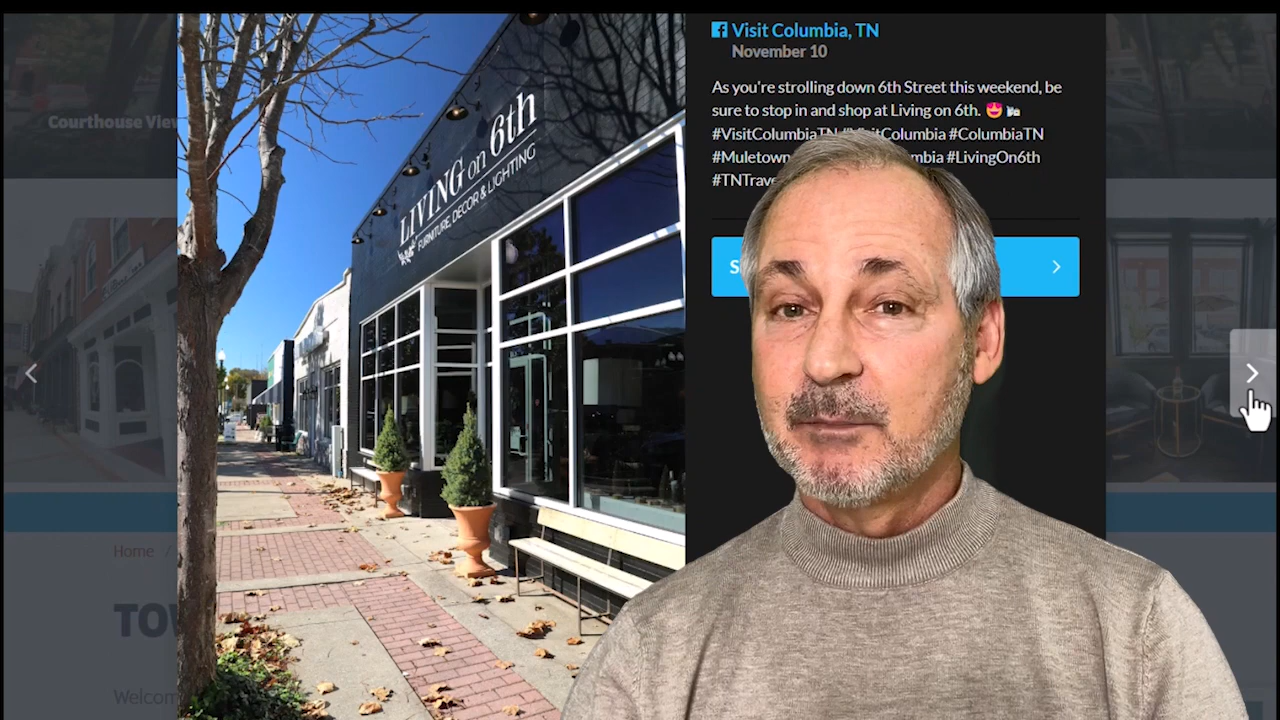 Courthouse View
LIVING on 6th
FURNITURE, DECOR & LIGHTING
Visit Columbia, TN
November 10
As you're strolling down 6th Street this weekend, be
sure to stop in and shop at Living on 6th. 😍 🛍
#VisitColumbiaTN #VisitColumbia #ColumbiaTN
#Muletown #LivingOn6th
Home /